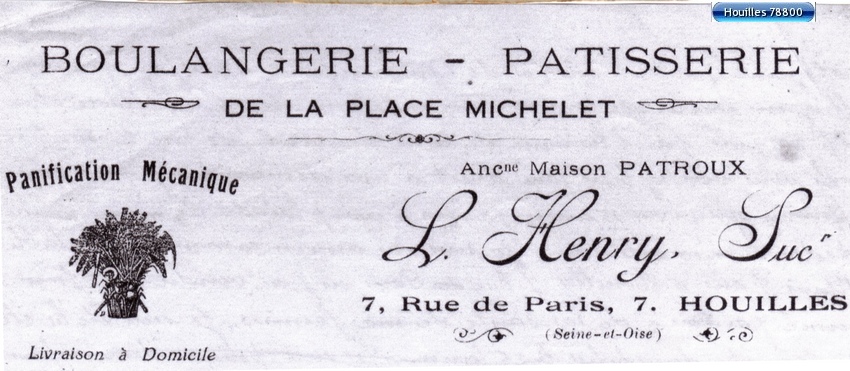 Houilles 78800
BOULANGERIE - PATISSERIE
DE LA PLACE MICHELET
Panification Mécanique
Ancne Maison PATROUX
L. Henry, Sucr
7, Rue de Paris, 7. HOUILLES
(Seine-et-Oise)
Livraison à Domicile